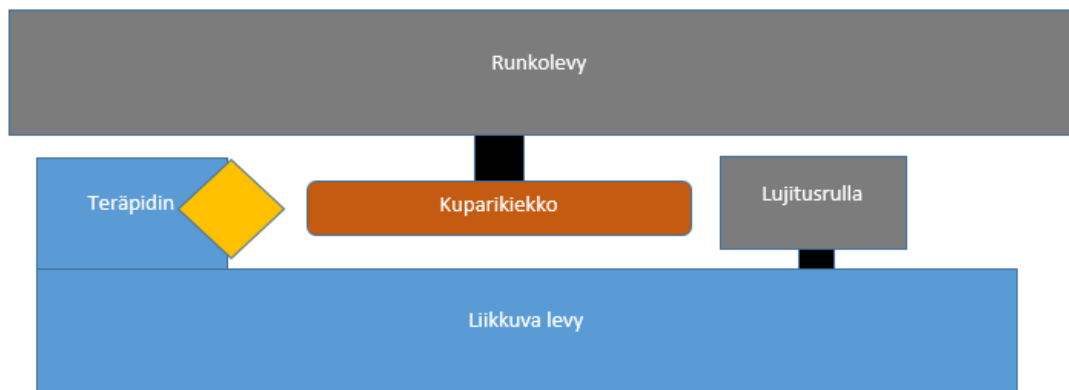 Runkolevy
Teräpidin
Kuparikiekko
Lujitusrulla
Liikkuva levy